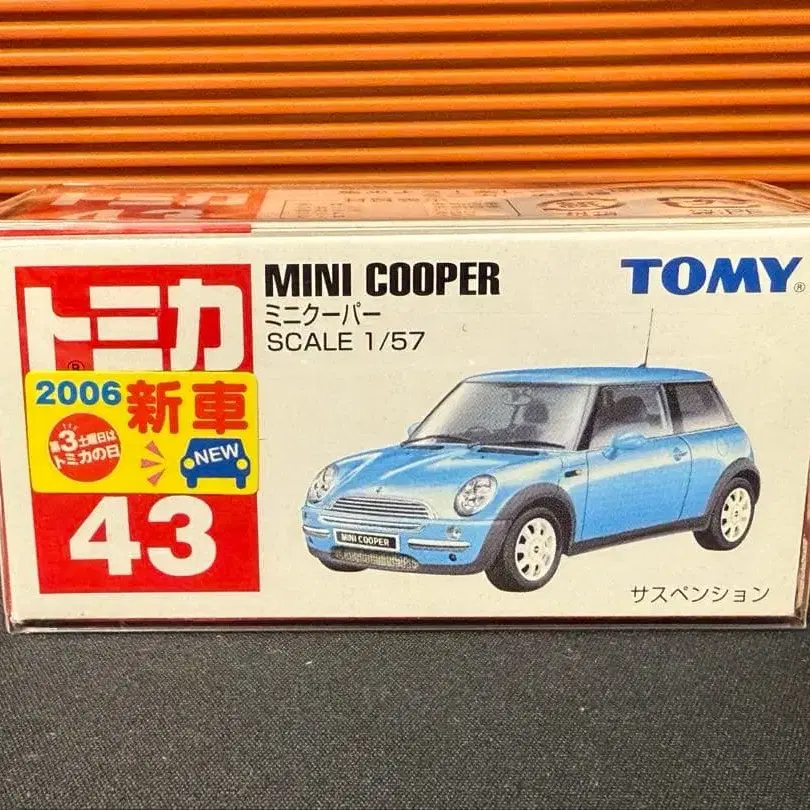 トミカ
®
2006 新車
第3土曜日は
トミカの日
NEW
43
MINI COOPER
ミニクーパー
SCALE 1/57
TOMY®
MINI COOPER
サスペンション